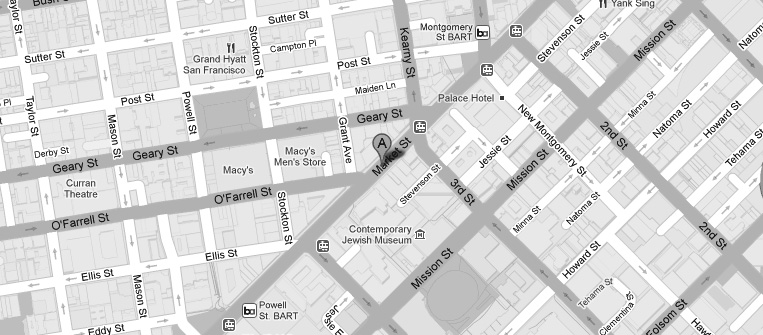 Bush St
Yank Sing
Taylor St
Sutter St
Montgomery
St BART
Stevenson St
Kearny St
Mission St
Stockton St
Campton Pl
Jessie St
Grand Hyatt
San Francisco
Sutter St
Post St
Maiden Ln
Palace Hotel
Minna St
Natoma St
Post St
Powell St
Taylor St
Mason St
Geary St
Grant Ave
New Montgomery St
2nd St
Howard St
Tehama St
A
Market St
Derby St
Geary St
Geary St
Macy's
Men's Store
Macy's
Jessie St
Mission St
Curran
Theatre
Stevenson St
3rd St
O'Farrell St
Stockton St
Natoma St
Minna St
2nd St
O'Farrell St
Contemporary
Jewish Museum
Ellis St
Mission St
Howard St
Ellis St
Mason St
Tehama St
Powell
St BART
Clementina
Folsom St
Eddy St